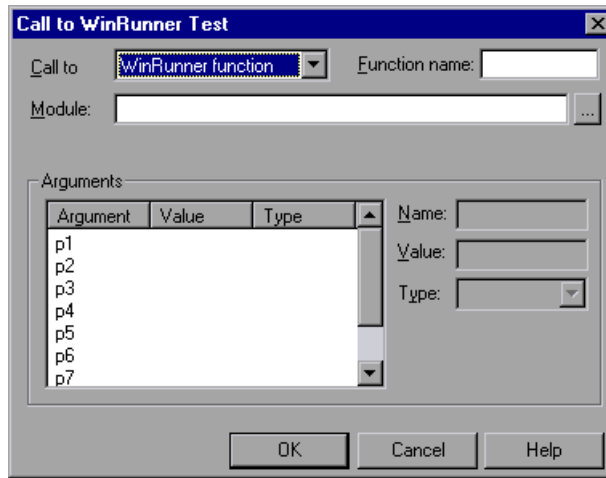 Call to WinRunner Test
Call to WinRunner function Function name:
Module: ...
Arguments
Argument Value Type Name:
p1
p2 Value:
p3 Type:
p4
p5
p6
p7
OK Cancel Help